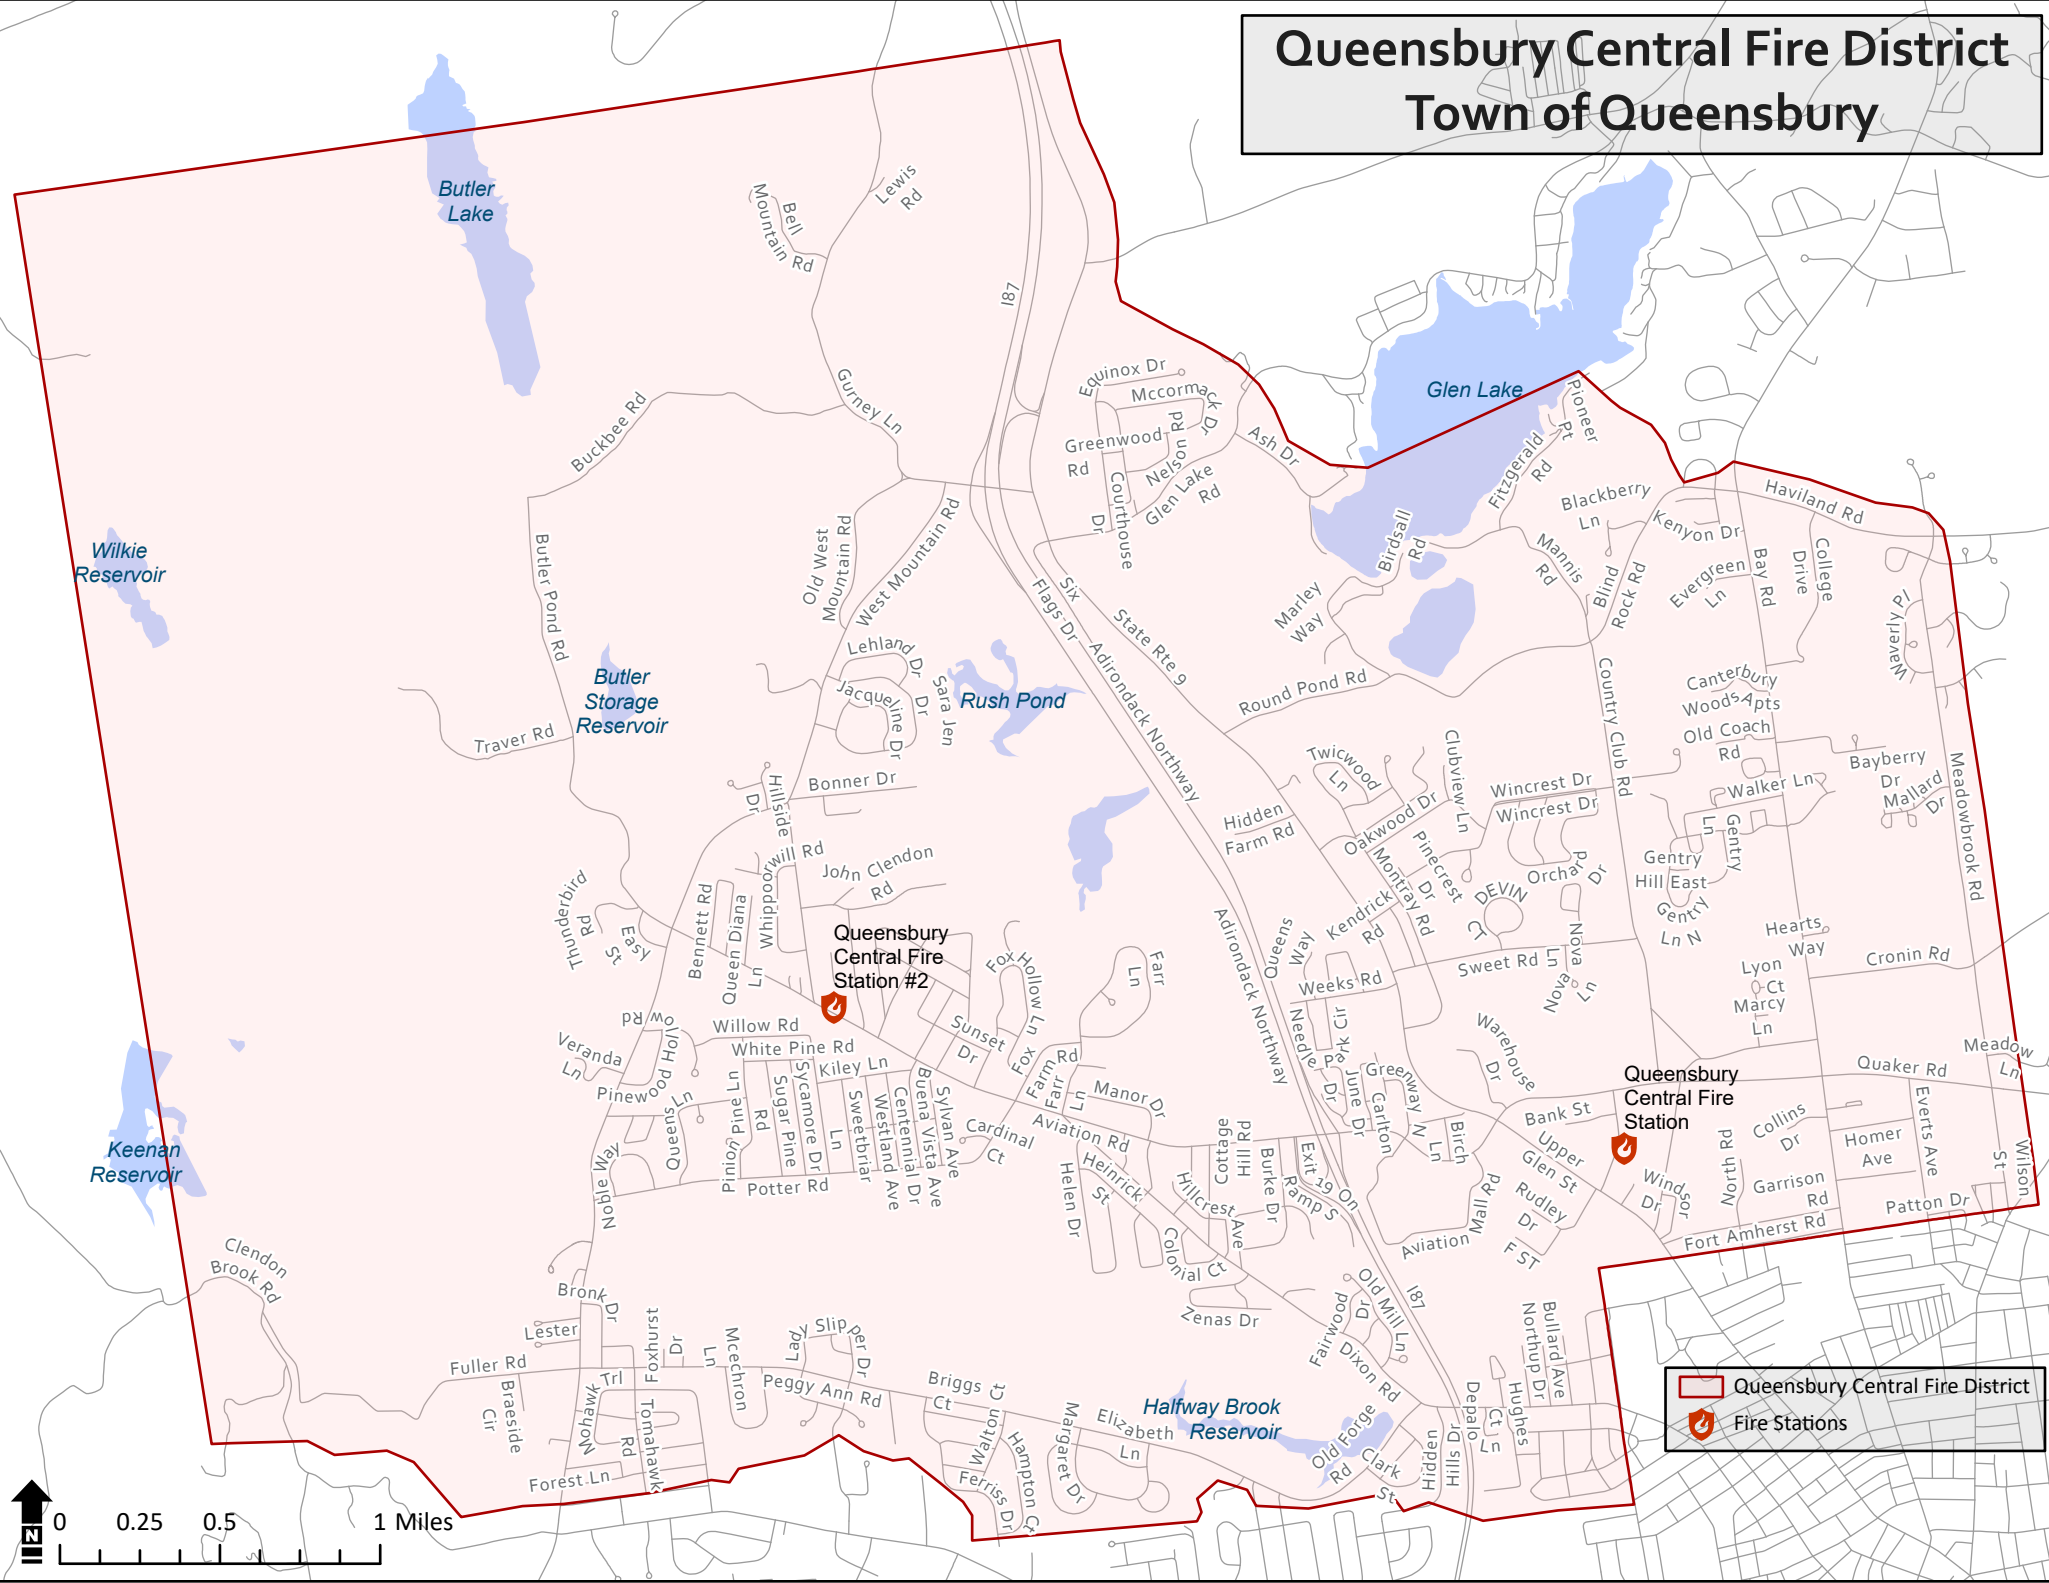 Queensbury Central Fire District
Town of Queensbury
Butler
Lake
Bell
Mountain Rd
Lewis
Rd
I87
Gurney Ln
Buckbee Rd
Equinox Dr
Mccormack Dr
Greenwood
Rd
Nelson Rd
Courthouse
Dr
Glen Lake
Rd
Ash Dr
Glen Lake
Pioneer
Pt
Fitzgerald
Rd
Blackberry
Ln
Kenyon Dr
Haviland Rd
Birdsall
Rd
Mannis
Rd
Blind
Rock Rd
Evergreen
Ln
Bay Rd
College
Drive
Waverly Pl
Marley
Way
Wilkie
Reservoir
Butler Pond Rd
Old West
Mountain Rd
West Mountain Rd
Six
Flags Dr
State Rte 9
Adirondack Northway
Round Pond Rd
Country Club Rd
Canterbury
Woods Apts
Old Coach
Rd
Butler
Storage
Reservoir
Traver Rd
Lehland Dr
Jacqueline Dr
Sara Jen
Dr
Rush Pond
Bonner Dr
Hillside
Dr
Twicwood
Ln
Clubview Ln
Wincrest Dr
Wincrest Dr
Walker Ln
Bayberry
Dr
Mallard
Dr
Meadowbrook Rd
Hidden
Farm Rd
Oakwood Dr
Montray Rd
Pinecrest
Dr
Kendrick
Rd
DEVIN
CT
Orchard
Dr
Gentry
Ln
Gentry
Hill East
Gentry
Ln N
Thunderbird
Rd
Easy
St
Bennett Rd
Queen Diana
Ln
Whippoorwill Rd
John Clendon
Rd
Queensbury
Central Fire
Station #2
Fox
Hollow Ln
Fox
Farr
Ln
Adirondack Northway
Queens
Way
Weeks Rd
Sweet Rd
Nova
Ln
Nova
Ln
Hearts
Way
Lyon
Ct
Marcy
Ln
Cronin Rd
Willow Rd
White Pine Rd
Kiley Ln
Sunset
Dr
Farm Rd
Farr
Ln
Manor Dr
Needle
Park Cir
Dr
June Dr
Greenway N
Carlton
Birch
Ln
Warehouse
Dr
Bank St
Queensbury
Central Fire
Station
Quaker Rd
Meadow
Ln
Veranda
Ln
Pinewood Hollow Rd
Queens
Ln
Pinion Pine Ln
Sugar Pine
Rd
Sycamore Dr
Sweetbriar
Ln
Westland Ave
Centennial Dr
Buena Vista Ave
Sylvan Ave
Cardinal
Ct
Aviation Rd
Potter Rd
Noble Way
Helen Dr
Heinrick
St
Hillcrest Ave
Cottage
Hill Rd
Burke Dr
Exit 19 On
Ramp S
Colonial Ct
Zenas Dr
Aviation
Mall Rd
Upper
Glen St
Rudley
Dr
F ST
Windsor
Dr
North Rd
Collins
Dr
Homer
Ave
Everts Ave
Garrison
Rd
Patton Dr
Wilson
St
Fort Amherst Rd
Keenan
Reservoir
Clendon
Brook Rd
Bronk Dr
Lester
Fuller Rd
Braeside
Cir
Mohawk
Trl
Foxhurst
Dr
Tomahawk
Rd
Forest Ln
Mcechron
Ln
Lady Slipper Dr
Peggy Ann Rd
Briggs
Ct
Walton Ct
Hampton Ct
Ferriss Dr
Margaret Dr
Elizabeth
Ln
Halfway Brook
Reservoir
Fairwood
Dr
Old Mill Ln
I87
Dixon Rd
Old Forge
Rd
Clark
St
Hidden
Hills Dr
Depalo
Ln
Hughes
Ct
Northup Dr
Bullard Ave
Queensbury Central Fire District
Fire Stations
N
0 0.25 0.5 1 Miles